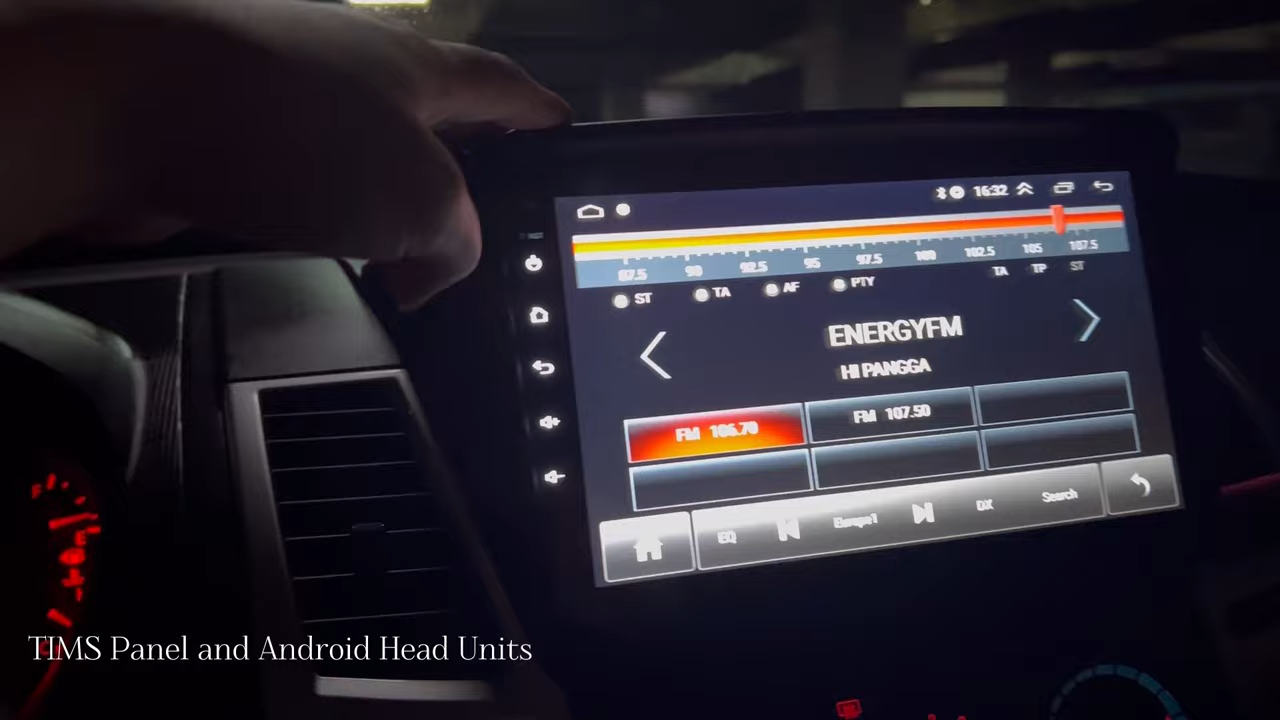 16:32
87.5 90 92.5 95 97.5 100 102.5 105 107.5
ST TA AF PTY TA TP ST
ENERGYFM
HI PANGGA
FM 106.70 FM 107.50
EQ Europe1 DX Search
TIMS Panel and Android Head Units